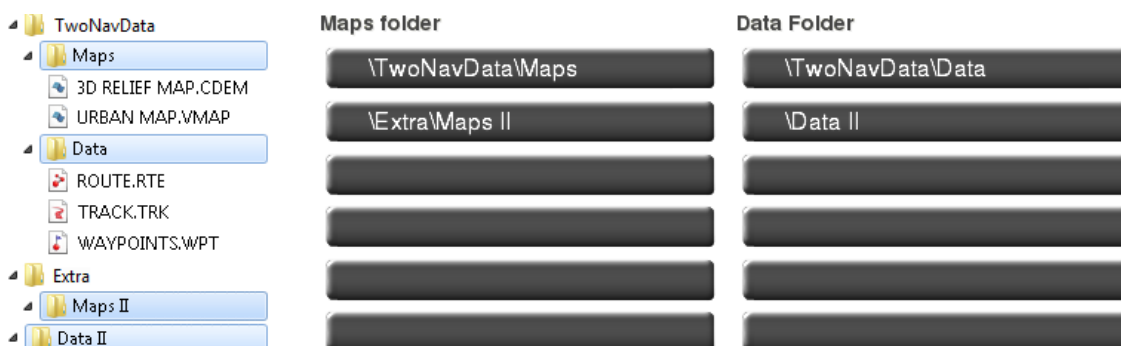 TwoNavData
Maps
3D RELIEF MAP.CDEM
URBAN MAP.VMAP
Data
ROUTE.RTE
TRACK.TRK
WAYPOINTS.WPT
Extra
Maps II
Data II
Maps folder
\TwoNavData\Maps
\Extra\Maps II
Data Folder
\TwoNavData\Data
\Data II